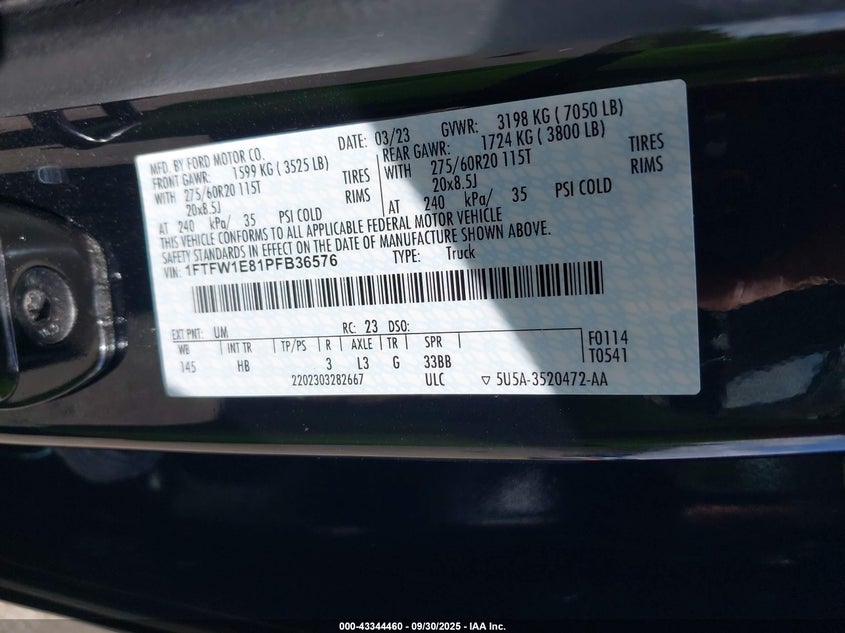 MFD. BY FORD MOTOR CO.
DATE: 03/23 GVWR: 3198 KG ( 7050 LB)
FRONT GAWR: 1599 KG ( 3525 LB) REAR GAWR: 1724 KG ( 3800 LB)
WITH 275/60R20 115T TIRES WITH 275/60R20 115T TIRES
20x8.5J RIMS 20x8.5J RIMS
AT 240 kPa/ 35 PSI COLD AT 240 kPa/ 35 PSI COLD
THIS VEHICLE CONFORMS TO ALL APPLICABLE FEDERAL MOTOR VEHICLE
SAFETY STANDARDS IN EFFECT ON THE DATE OF MANUFACTURE SHOWN ABOVE.
VIN: 1FTFW1E81PFB36576 TYPE: Truck
EXT PNT: UM RC: 23 DSO: F0114
WB INT TR TP/PS R AXLE TR SPR T0541
145 HB 3 L3 G 33BB
2202303282667 ULC ▽ 5U5A-3520472-AA
000-43344460 - 09/30/2025 - IAA Inc.